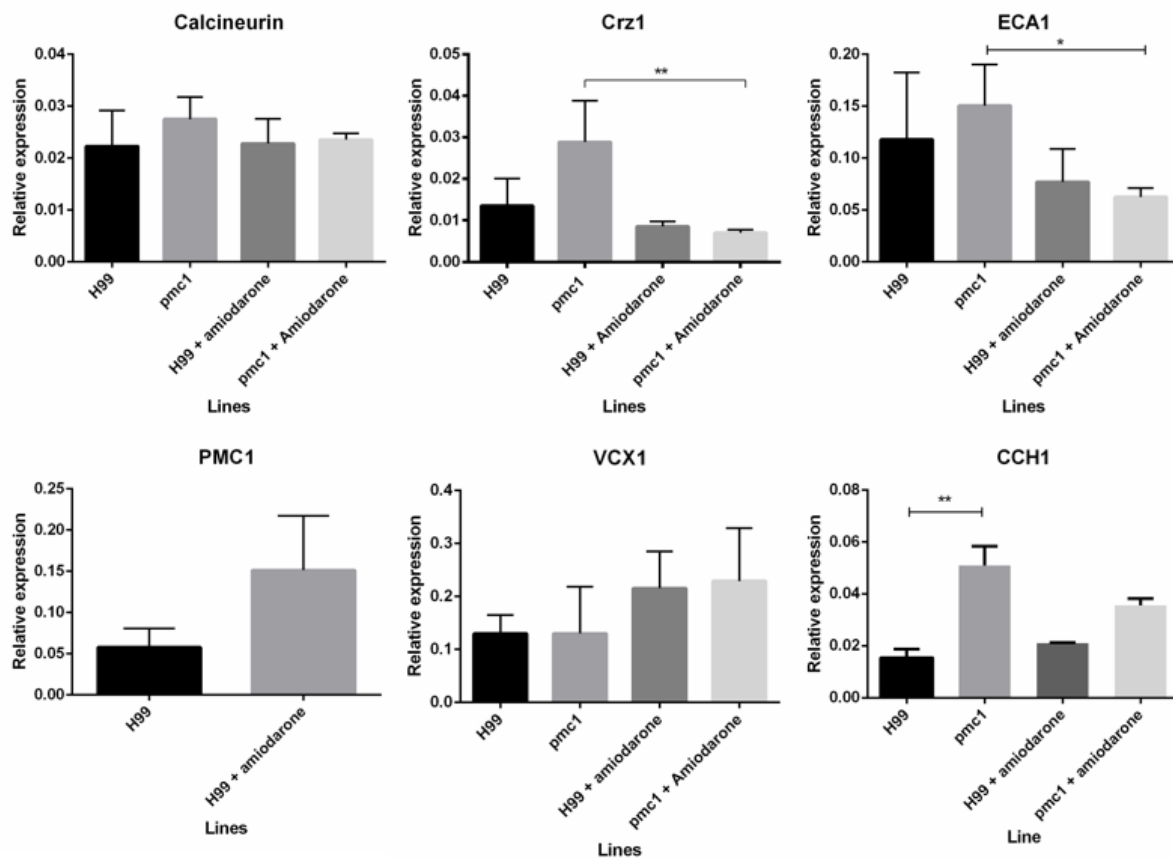 Calcineurin
Relative expression
0.04
0.03
0.02
0.01
0.00
H99
pmc1
H99 + amiodarone
pmc1 + Amiodarone
Lines
Crz1
Relative expression
0.05
0.04
0.03
0.02
0.01
0.00
**
H99
pmc1
H99 + Amiodarone
pmc1 + Amiodarone
Lines
ECA1
Relative expression
0.20
0.15
0.10
0.05
0.00
*
H99
pmc1
H99 + amiodarone
pmc1 + Amiodarone
Lines
PMC1
Relative expression
0.25
0.20
0.15
0.10
0.05
0.00
H99
H99 + amiodarone
Lines
VCX1
Relative expression
0.4
0.3
0.2
0.1
0.0
H99
pmc1
H99 + amiodarone
pmc1 + Amiodarone
Lines
CCH1
Relative expression
0.08
0.06
0.04
0.02
0.00
**
H99
pmc1
H99 + amiodarone
pmc1 + amiodarone
Line